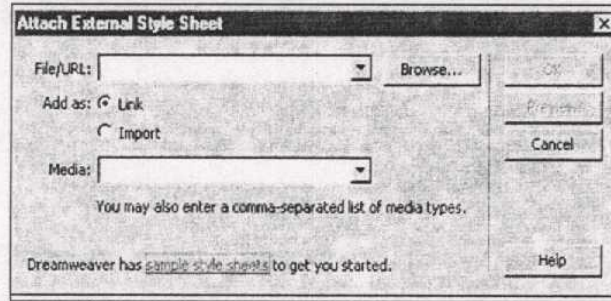 Attach External Style Sheet
File/URL: Browse... OK
Add as: Link Preview
Import Cancel
Media:
You may also enter a comma-separated list of media types.
Dreamweaver has sample style sheets to get you started. Help